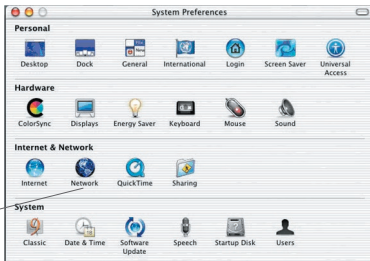 System Preferences
Personal
Desktop Dock General International Login Screen Saver Universal Access
Hardware
ColorSync Displays Energy Saver Keyboard Mouse Sound
Internet & Network
Internet Network QuickTime Sharing
System
Classic Date & Time Software Update Speech Startup Disk Users